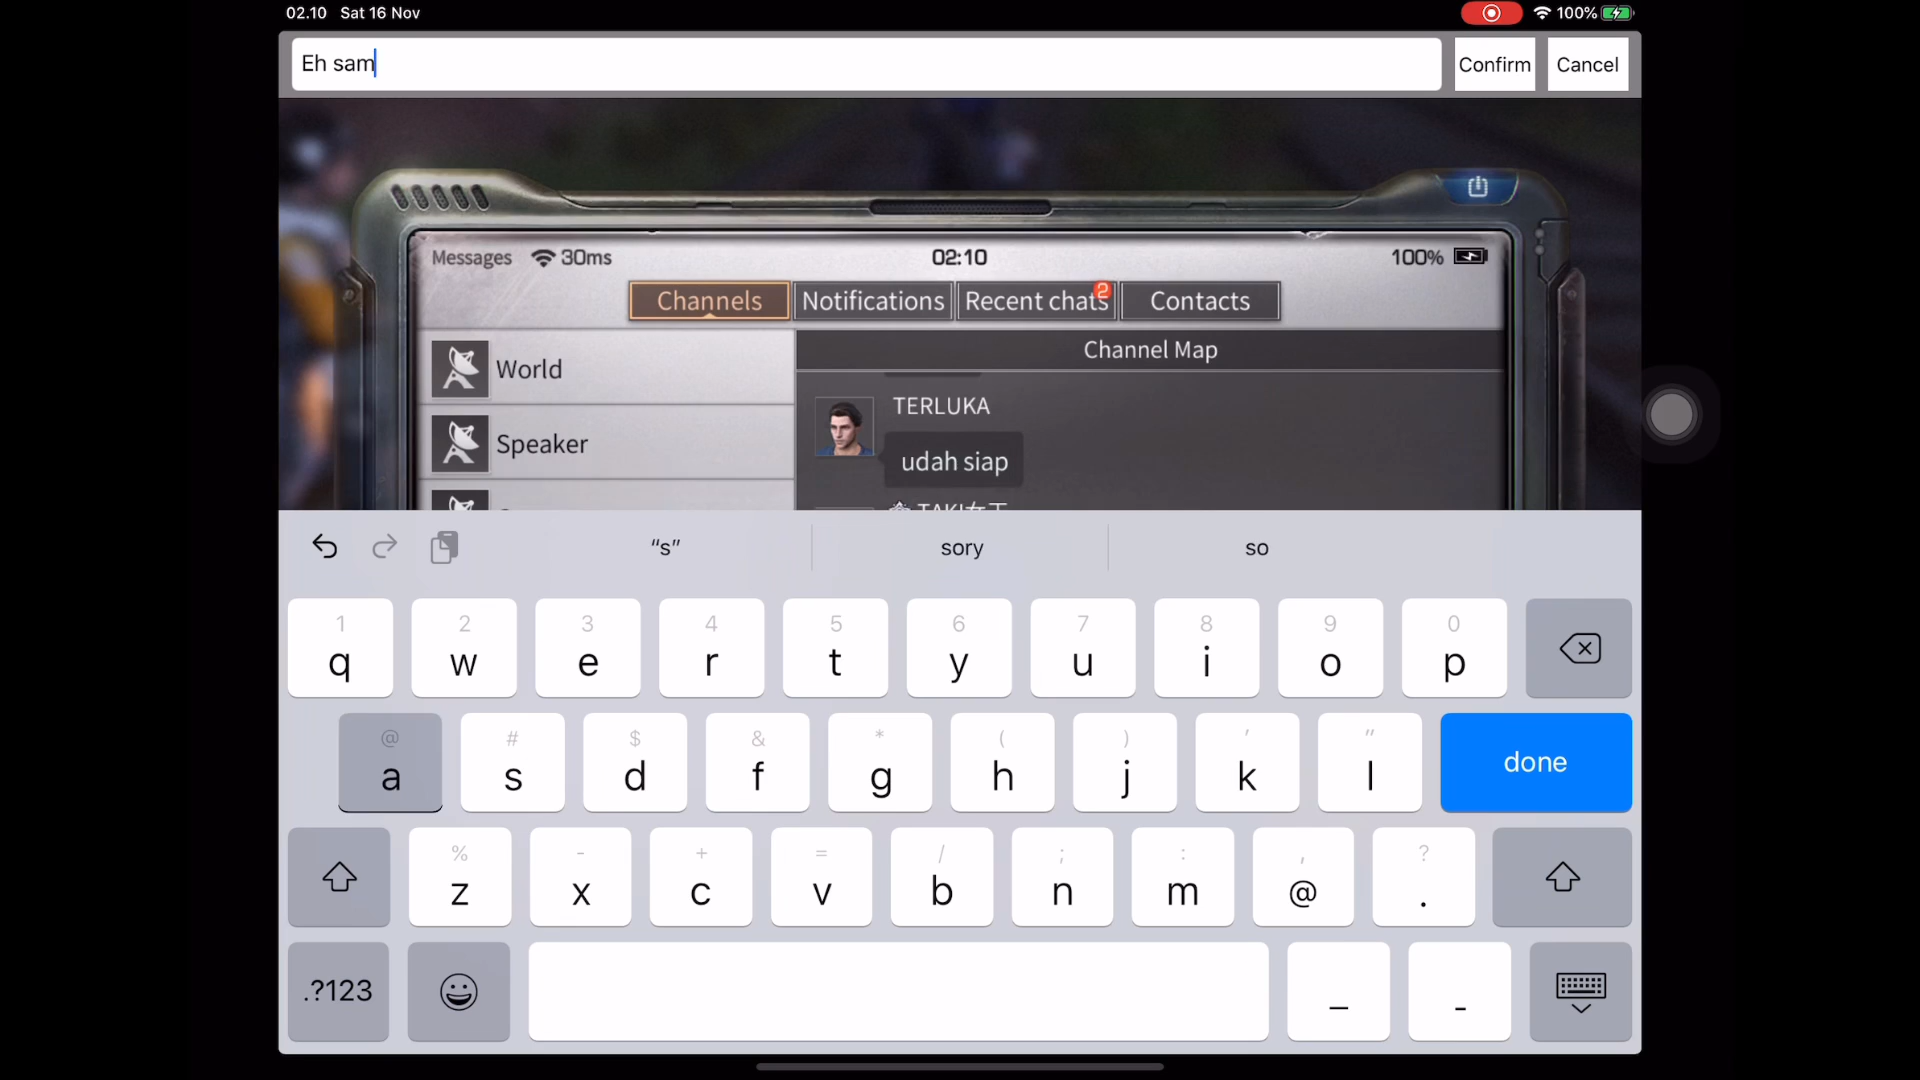 02.10 Sat 16 Nov
100%
Eh sam
Confirm Cancel
Messages 30ms 02:10 100%
Channels Notifications Recent chats 2 Contacts
World
Speaker
Channel Map
TERLUKA
udah siap
“s” sory so
1 2 3 4 5 6 7 8 9 0
q w e r t y u i o p
@ # $ & * ( ) ' "
a s d f g h j k l done
% - + = / ; : , ?
z x c v b n m @ .
.?123 _ -